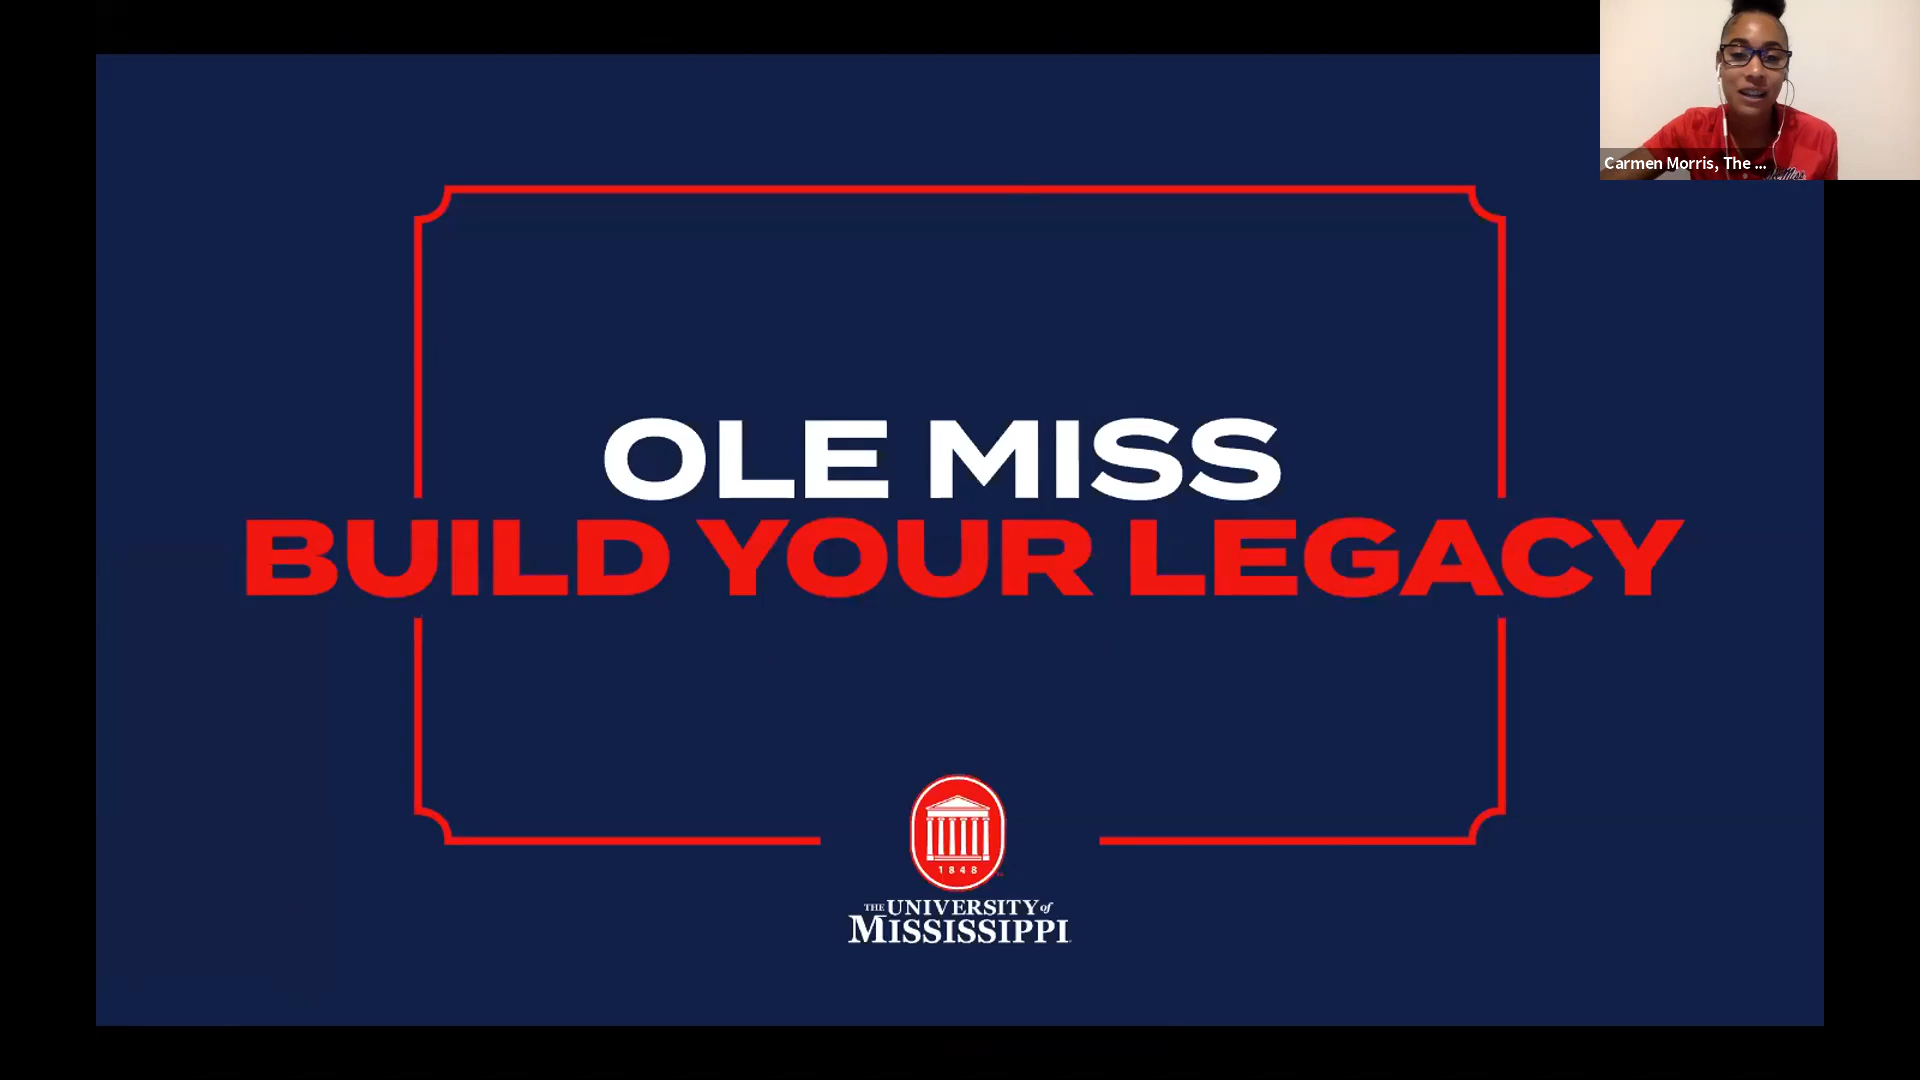 Carmen Morris, The ...
OLE MISS
BUILD YOUR LEGACY
1848
THE UNIVERSITY of
MISSISSIPPI